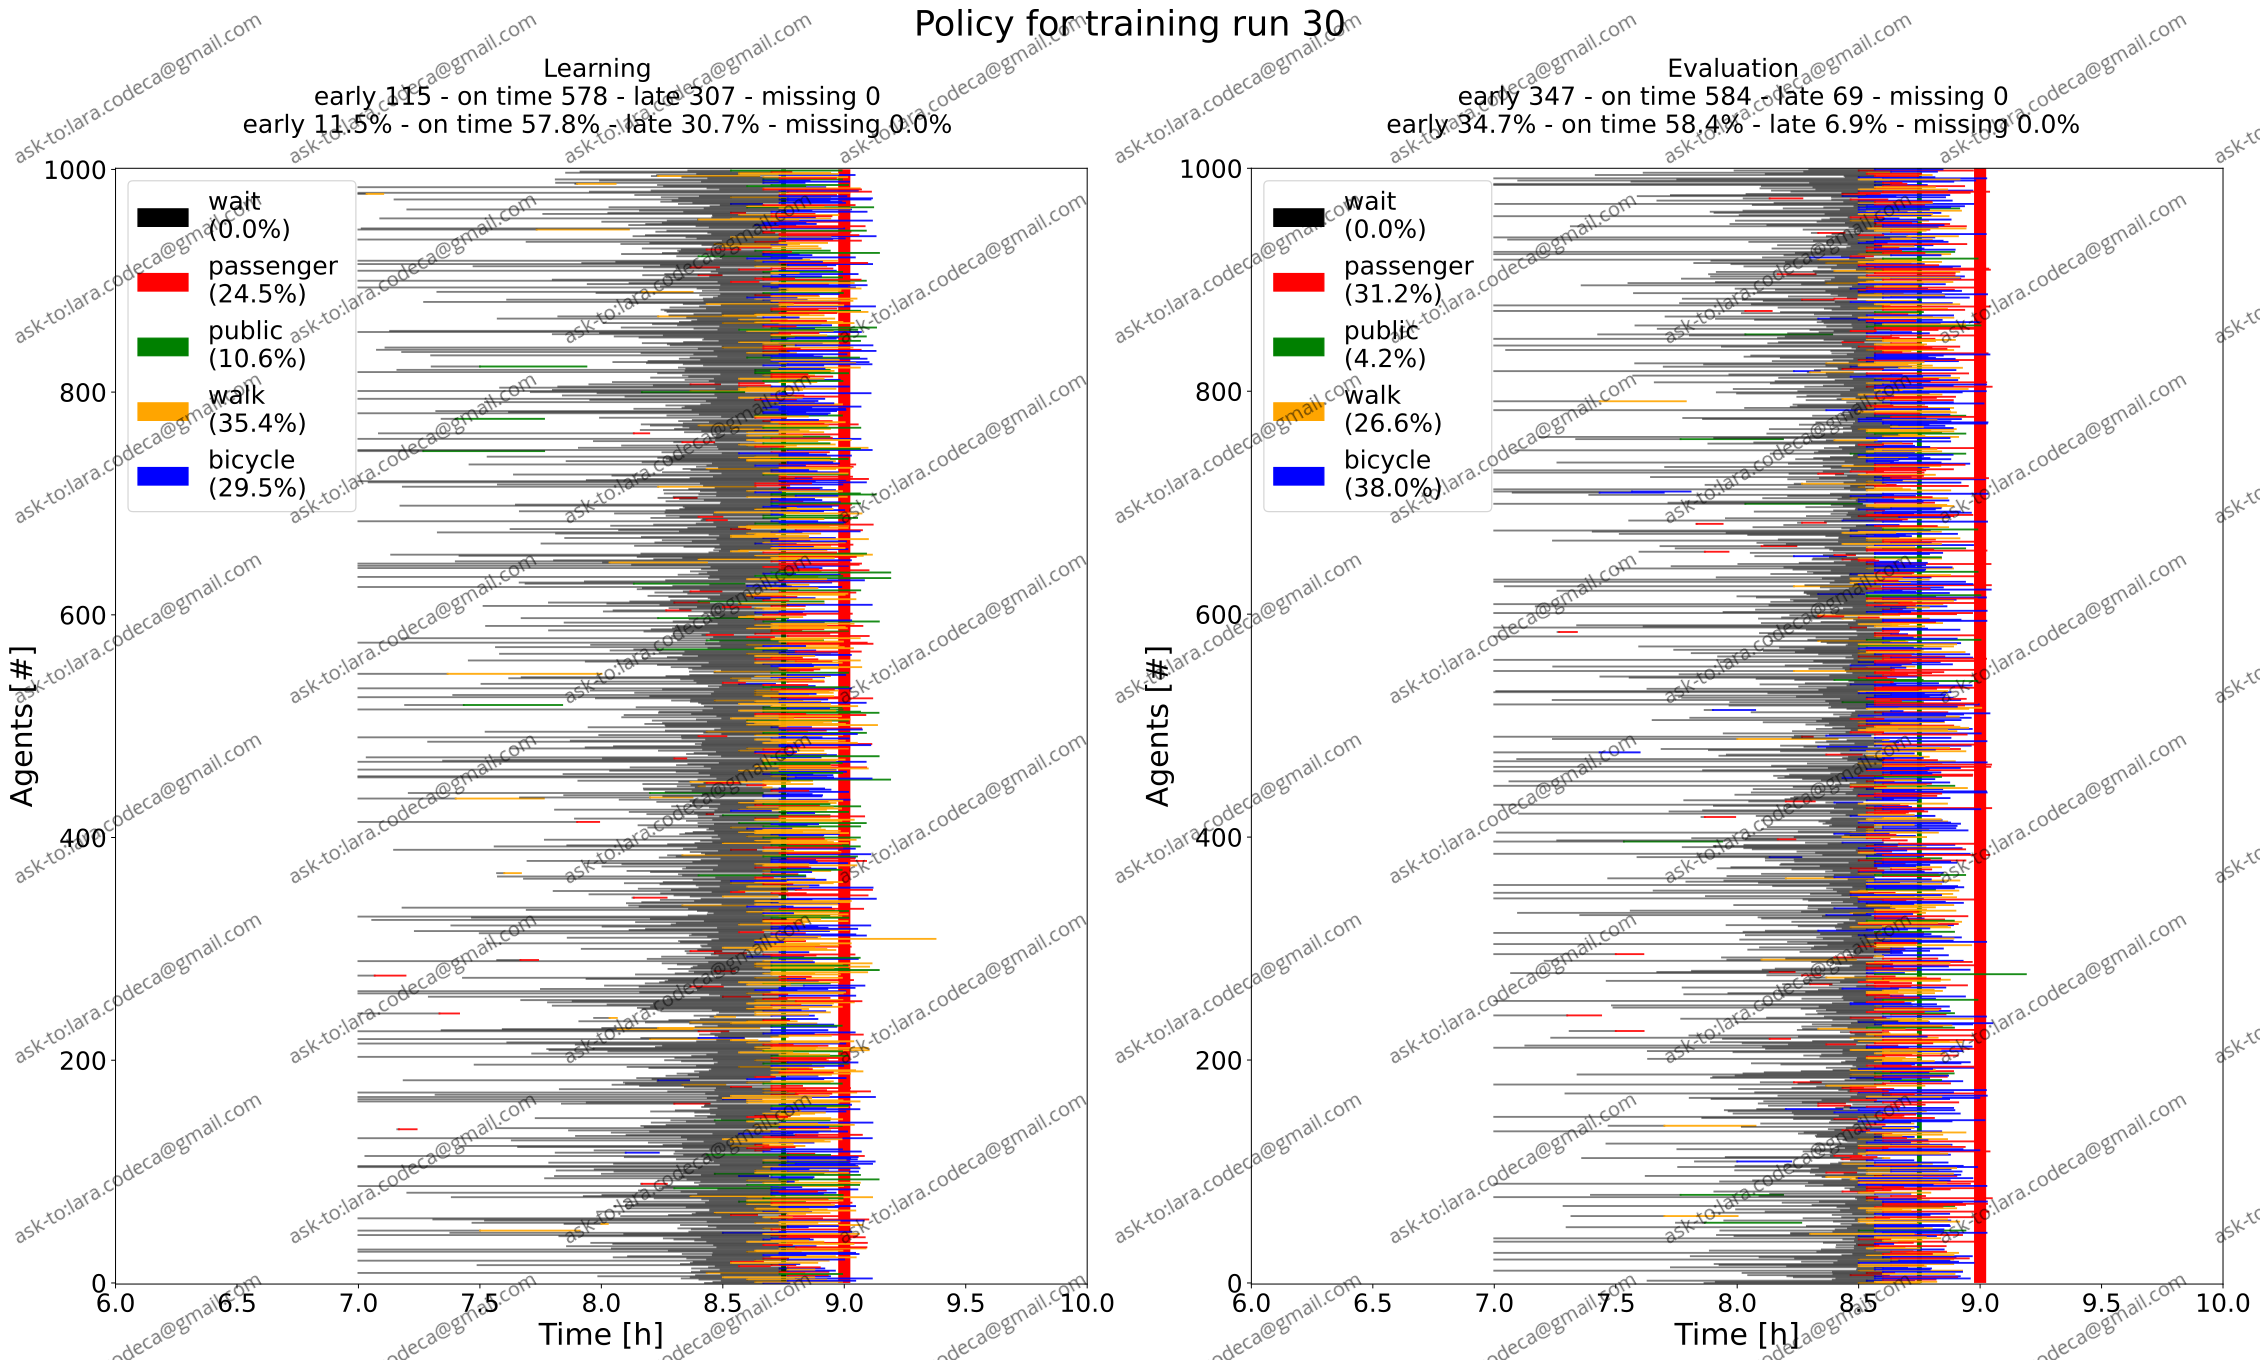 Policy for training run 30
Learning
early 115 - on time 578 - late 307 - missing 0
early 11.5% - on time 57.8% - late 30.7% - missing 0.0%
1000
800
600
400
200
0
Agents [#]
wait
(0.0%)
passenger
(24.5%)
public
(10.6%)
walk
(35.4%)
bicycle
(29.5%)
6.0 6.5 7.0 7.5 8.0 8.5 9.0 9.5 10.0
Time [h]
Evaluation
early 347 - on time 584 - late 69 - missing 0
early 34.7% - on time 58.4% - late 6.9% - missing 0.0%
1000
800
600
400
200
0
Agents [#]
wait
(0.0%)
passenger
(31.2%)
public
(4.2%)
walk
(26.6%)
bicycle
(38.0%)
6.0 6.5 7.0 7.5 8.0 8.5 9.0 9.5 10.0
Time [h]
ask-to:lara.codeca@gmail.com